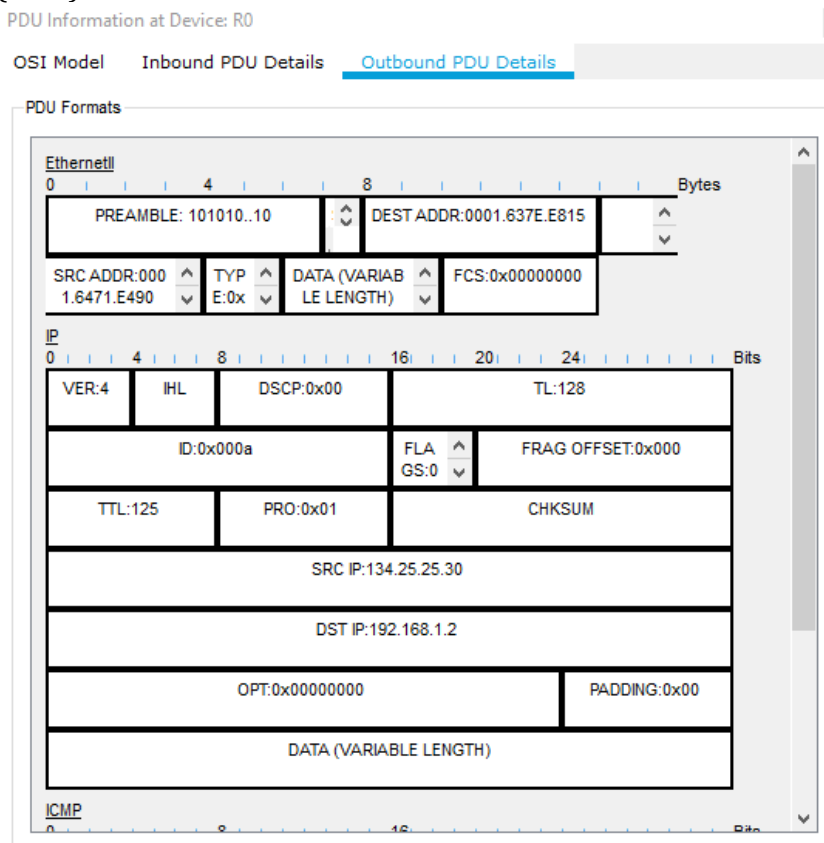 PDU Information at Device: R0
OSI Model Inbound PDU Details Outbound PDU Details
PDU Formats
EthernetII
0 4 8 Bytes
PREAMBLE: 101010..10 DEST ADDR:0001.637E.E815
SRC ADDR:000 TYP DATA (VARIAB FCS:0x00000000
1.6471.E490 E:0x LE LENGTH)
IP
0 4 8 16 20 24 Bits
VER:4 IHL DSCP:0x00 TL:128
ID:0x000a FLA FRAG OFFSET:0x000
GS:0
TTL:125 PRO:0x01 CHKSUM
SRC IP:134.25.25.30
DST IP:192.168.1.2
OPT:0x00000000 PADDING:0x00
DATA (VARIABLE LENGTH)
ICMP
0 8 16 Bits